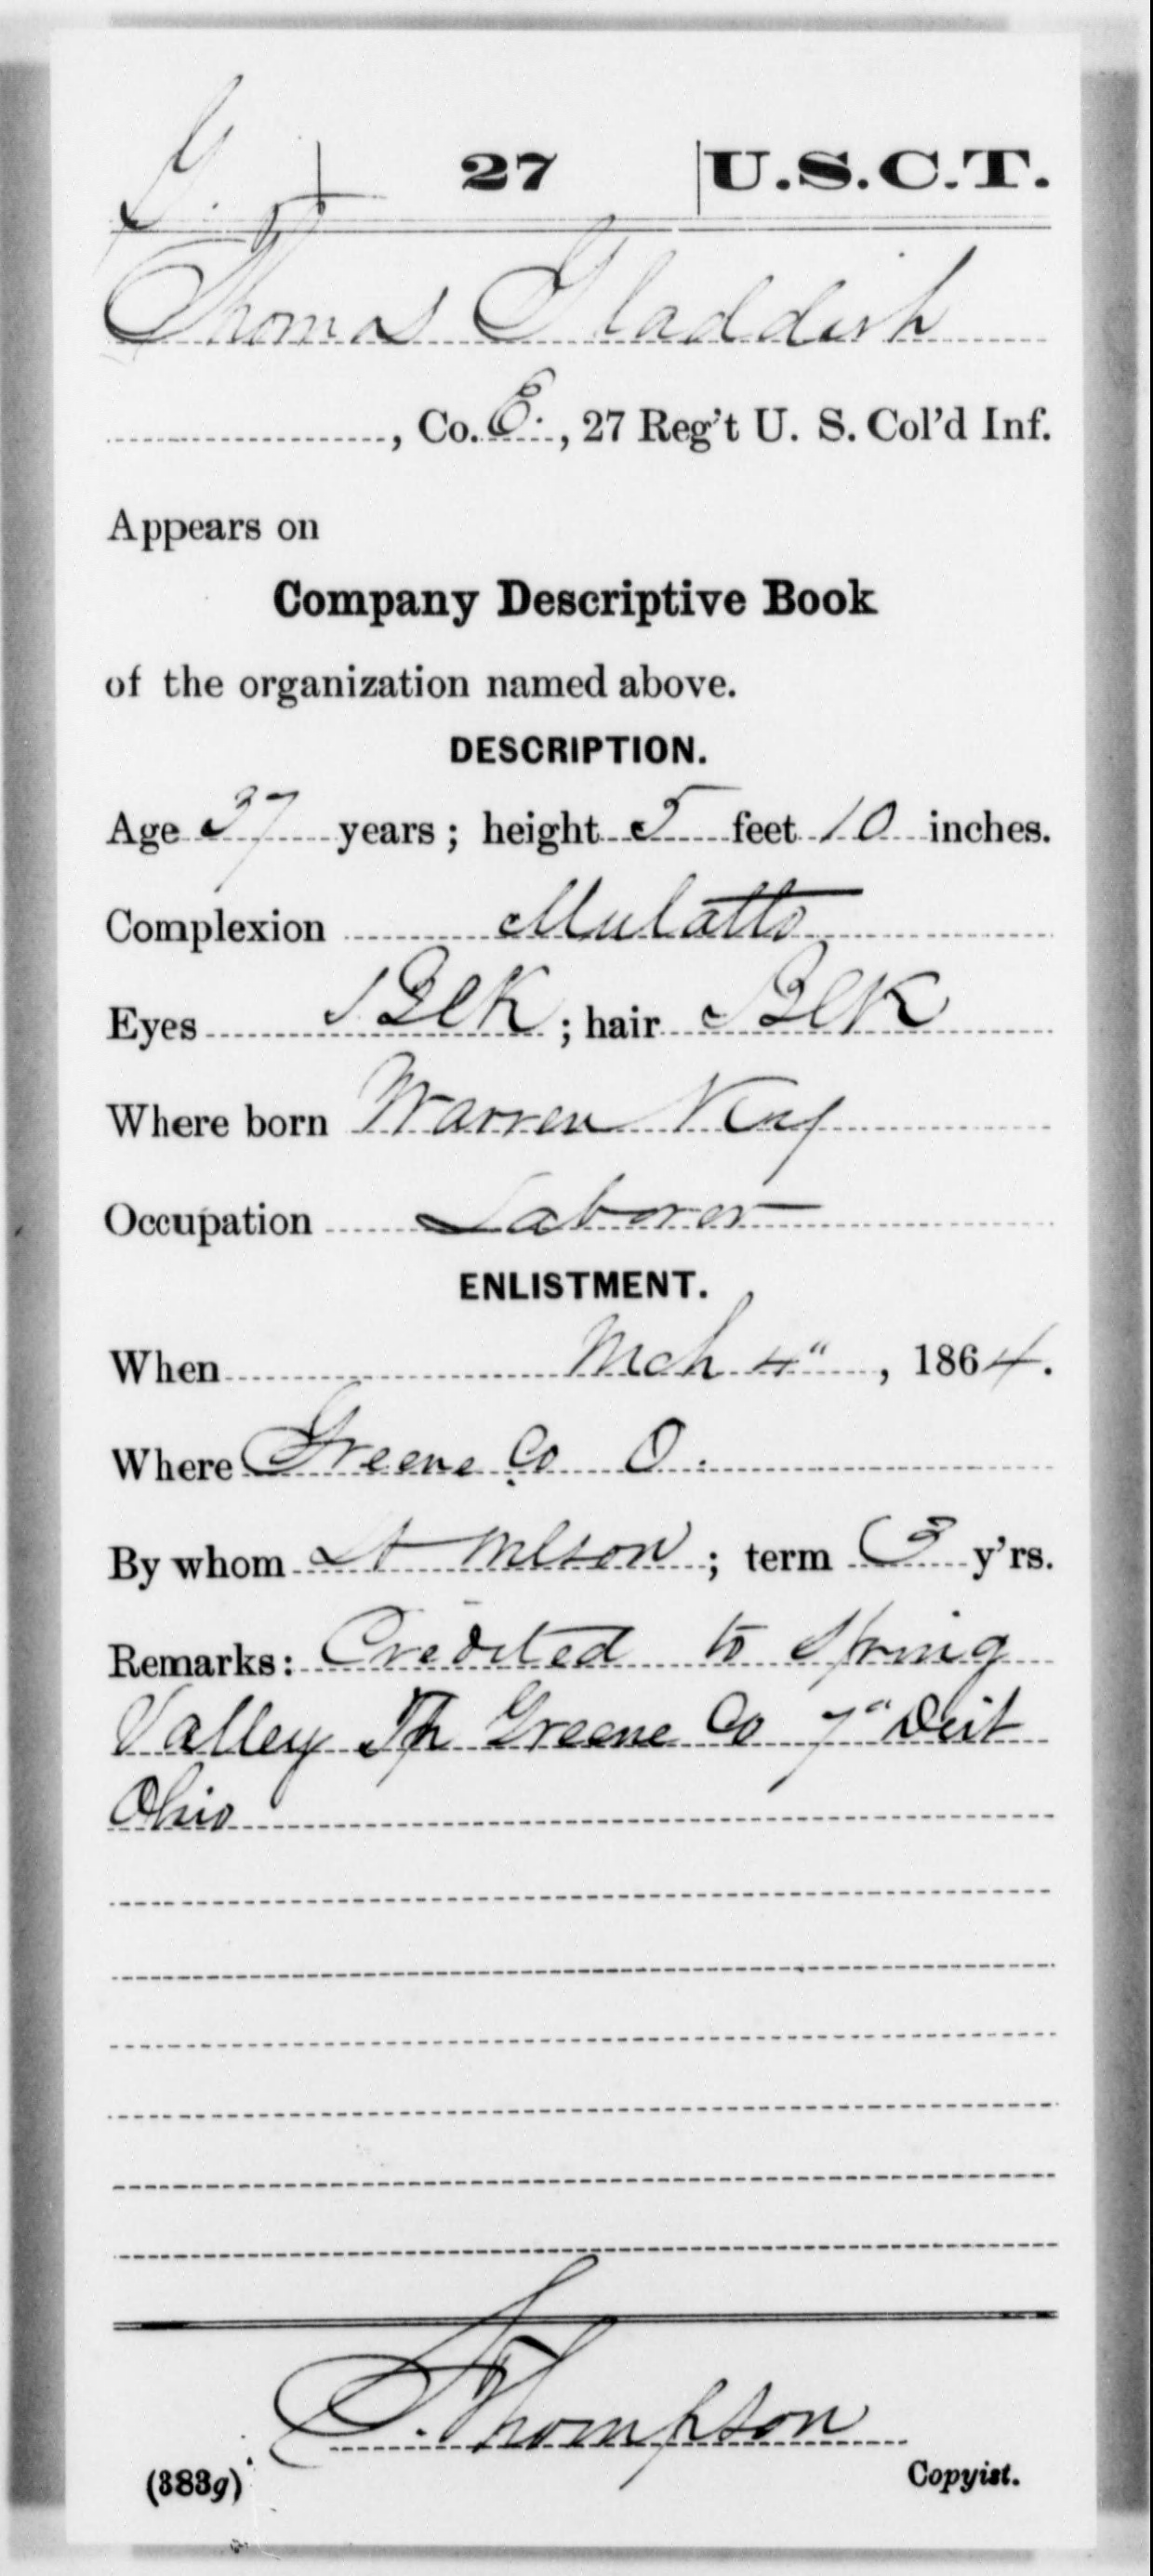 G. | 27 | U.S.C.T.
Thomas Gladdish
, Co. E., 27 Reg't U. S. Col'd Inf.
Appears on
Company Descriptive Book
of the organization named above.
DESCRIPTION.
Age 37 years; height 5 feet 10 inches.
Complexion Mulatto
Eyes Blk; hair Blk
Where born Warren Key
Occupation Laborer
ENLISTMENT.
When Mch 4", 1864.
Where Greene Co O.
By whom Lt ; term 3 y'rs.
Remarks: Credited to Spring
Valley Tp Greene Co 7" Dist
Ohio
Thompson
(383g) Copyist.